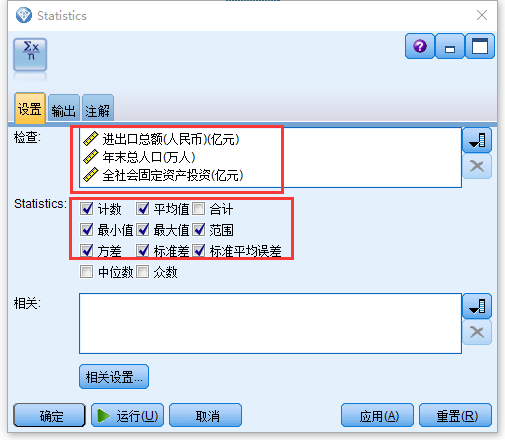 Statistics
Σx
n
设置 输出 注解
检查:
进出口总额(人民币)(亿元)
年末总人口(万人)
全社会固定资产投资(亿元)
Statistics:
计数 平均值 合计
最小值 最大值 范围
方差 标准差 标准平均误差
中位数 众数
相关:
相关设置...
确定 运行(U) 取消 应用(A) 重置(R)